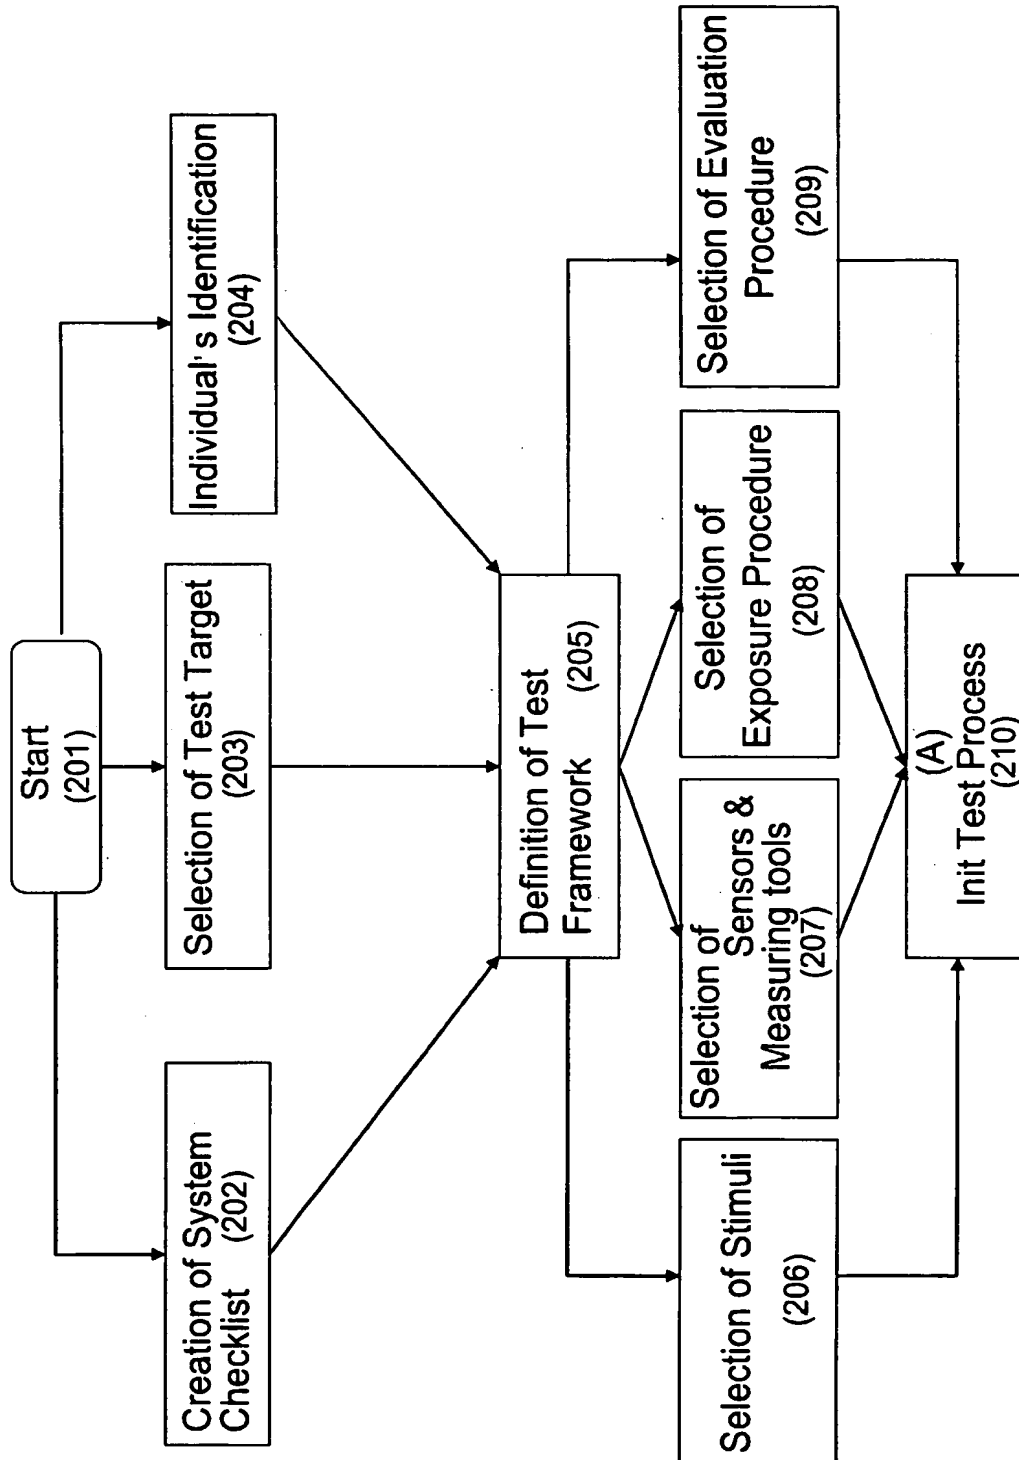 Start
(201)
Creation of System
Checklist (202)
Selection of Test Target
(203)
Individual's Identification
(204)
Definition of Test
Framework (205)
Selection of Stimuli
(206)
Selection of
Sensors &
Measuring tools
(207)
Selection of
Exposure Procedure
(208)
Selection of Evaluation
Procedure
(209)
(A)
Init Test Process
(210)